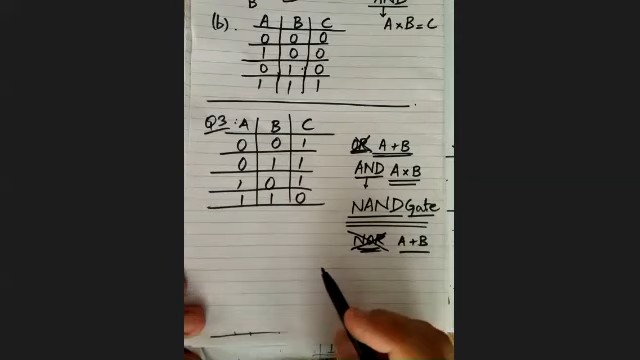 B
AND
(b). A B C
A × B = C
0 0 0
1 0 0
0 1 0
1 1 1
Q3 : A B C
0 0 1
0 1 1
1 0 1
1 1 0
OR A + B
AND A × B
NAND Gate
NOR A + B